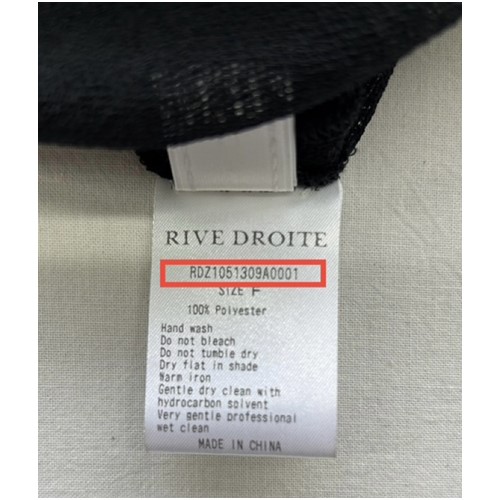 RIVE DROITE
RDZ1051309A0001
SIZE F
100% Polyester
Hand wash
Do not bleach
Do not tumble dry
Dry flat in shade
Warm iron
Gentle dry clean with
hydrocarbon solvent
Very gentle professional
wet clean
MADE IN CHINA